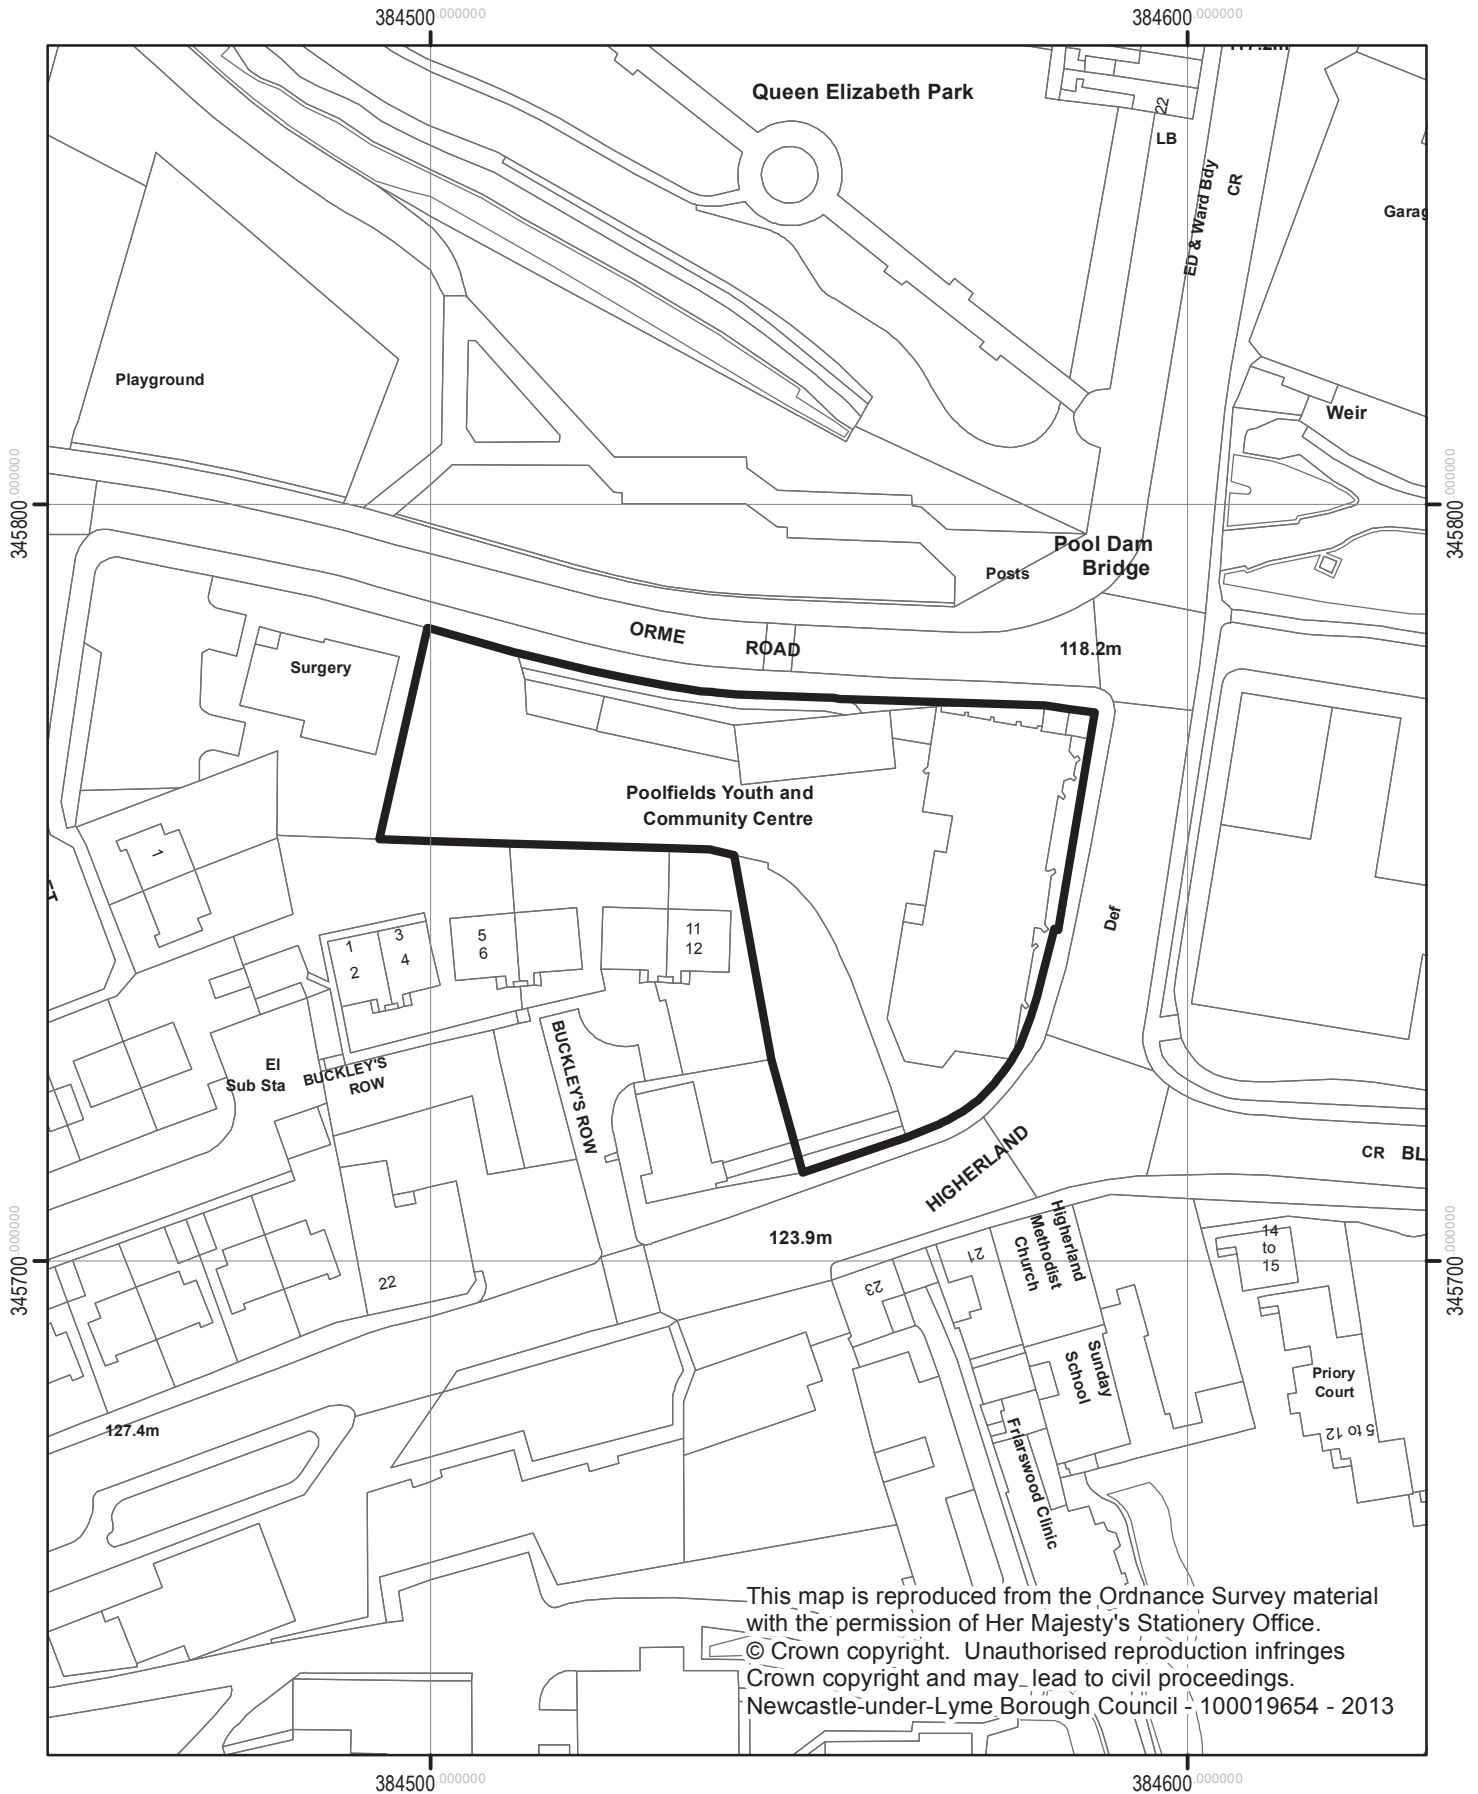 384500.000000
384600.000000
Queen Elizabeth Park
22
LB
ED & Ward Bdy
CR
Playground
Weir
345800.000000
345800.000000
Pool Dam
Bridge
Posts
ORME
ROAD
118.2m
Surgery
Poolfields Youth and
Community Centre
1
Def
1
2
3
4
5
6
11
12
El
Sub Sta
BUCKLEY'S
ROW
BUCKLEY'S ROW
HIGHERLAND
CR
BL
123.9m
345700.000000
345700.000000
22
23
21
Higherland
Methodist
Church
14
to
15
Sunday
School
Priory
Court
5 to 12
127.4m
Friarswood Clinic
This map is reproduced from the Ordnance Survey material
with the permission of Her Majesty's Stationery Office.
© Crown copyright. Unauthorised reproduction infringes
Crown copyright and may lead to civil proceedings.
Newcastle-under-Lyme Borough Council - 100019654 - 2013
384500.000000
384600.000000